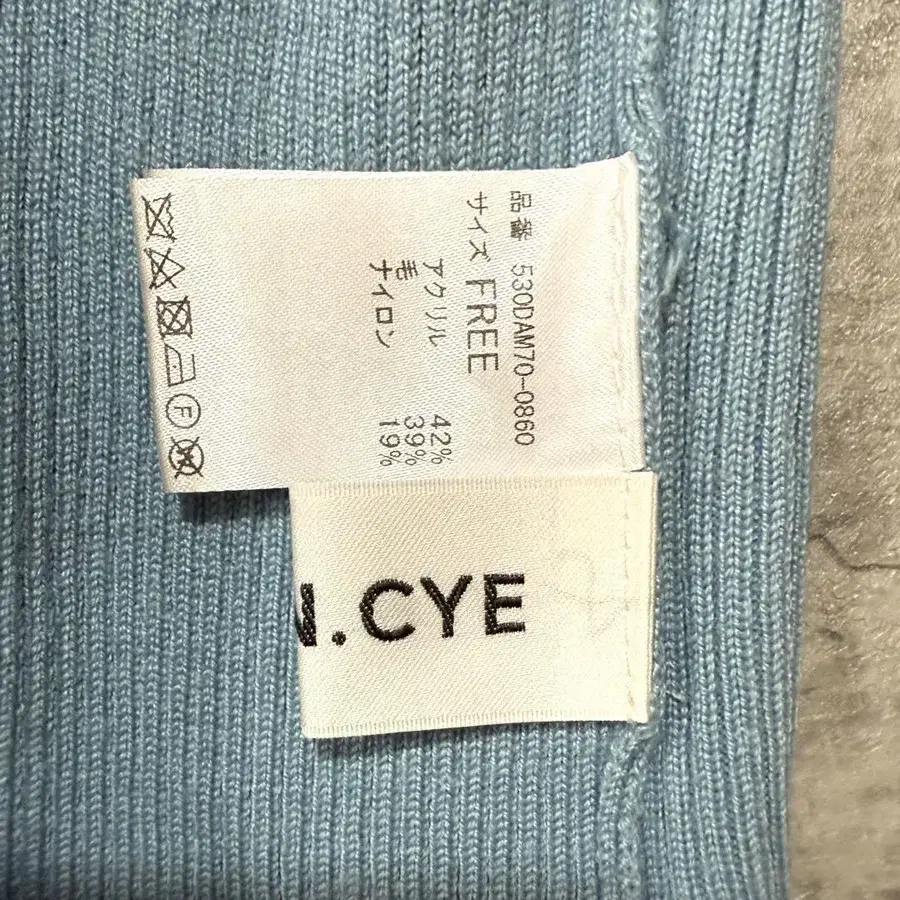 品番 530DAM70-0860
サイズ FREE
アクリル 42%
毛 39%
ナイロン 19%
F
N.CYE